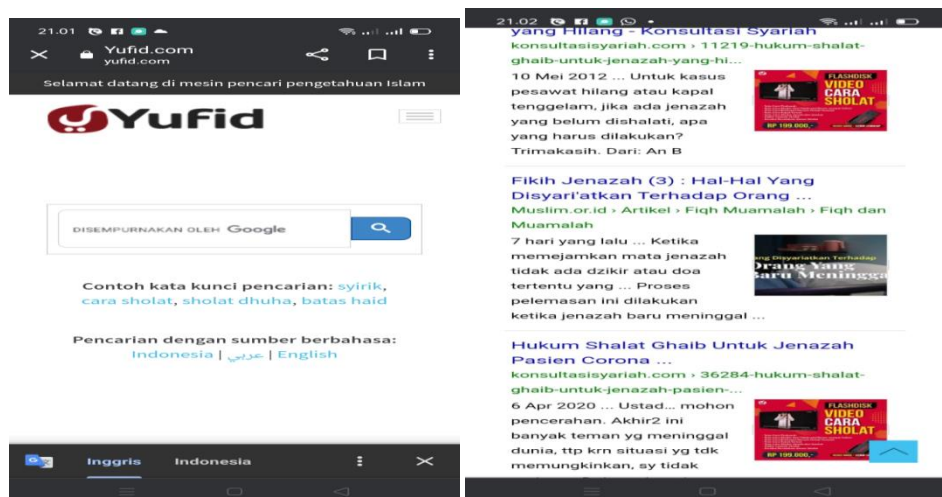 21.01
Yufid.com
yufid.com
Selamat datang di mesin pencari pengetahuan Islam
Yufid
DISEMPURNAKAN OLEH Google
Contoh kata kunci pencarian: syirik,
cara sholat, sholat dhuha, batas haid
Pencarian dengan sumber berbahasa:
Indonesia | عربي | English
Inggris Indonesia
21.02
yang Hilang - Konsultasi Syariah
konsultasisyariah.com › 11219-hukum-shalat-
ghaib-untuk-jenazah-yang-hi...
10 Mei 2012 ... Untuk kasus
pesawat hilang atau kapal
tenggelam, jika ada jenazah
yang belum dishalati, apa
yang harus dilakukan?
Trimakasih. Dari: An B
FLASHDISK
VIDEO
CARA
SHOLAT
RP 199.000,-
Fikih Jenazah (3) : Hal-Hal Yang
Disyari'atkan Terhadap Orang ...
Muslim.or.id › Artikel › Fiqh Muamalah › Fiqh dan
Muamalah
7 hari yang lalu ... Ketika
memejamkan mata jenazah
tidak ada dzikir atau doa
tertentu yang ... Proses
pelemasan ini dilakukan
ketika jenazah baru meninggal ...
ang Disyariatkan Terhadap
Orang Yang
Baru Meningga
Hukum Shalat Ghaib Untuk Jenazah
Pasien Corona ...
konsultasisyariah.com › 36284-hukum-shalat-
ghaib-untuk-jenazah-pasien-...
6 Apr 2020 ... Ustad... mohon
pencerahan. Akhir2 ini
banyak teman yg meninggal
dunia, ttp krn situasi yg tdk
memungkinkan, sy tidak
FLASHDISK
VIDEO
CARA
SHOLAT
RP 199.000,-